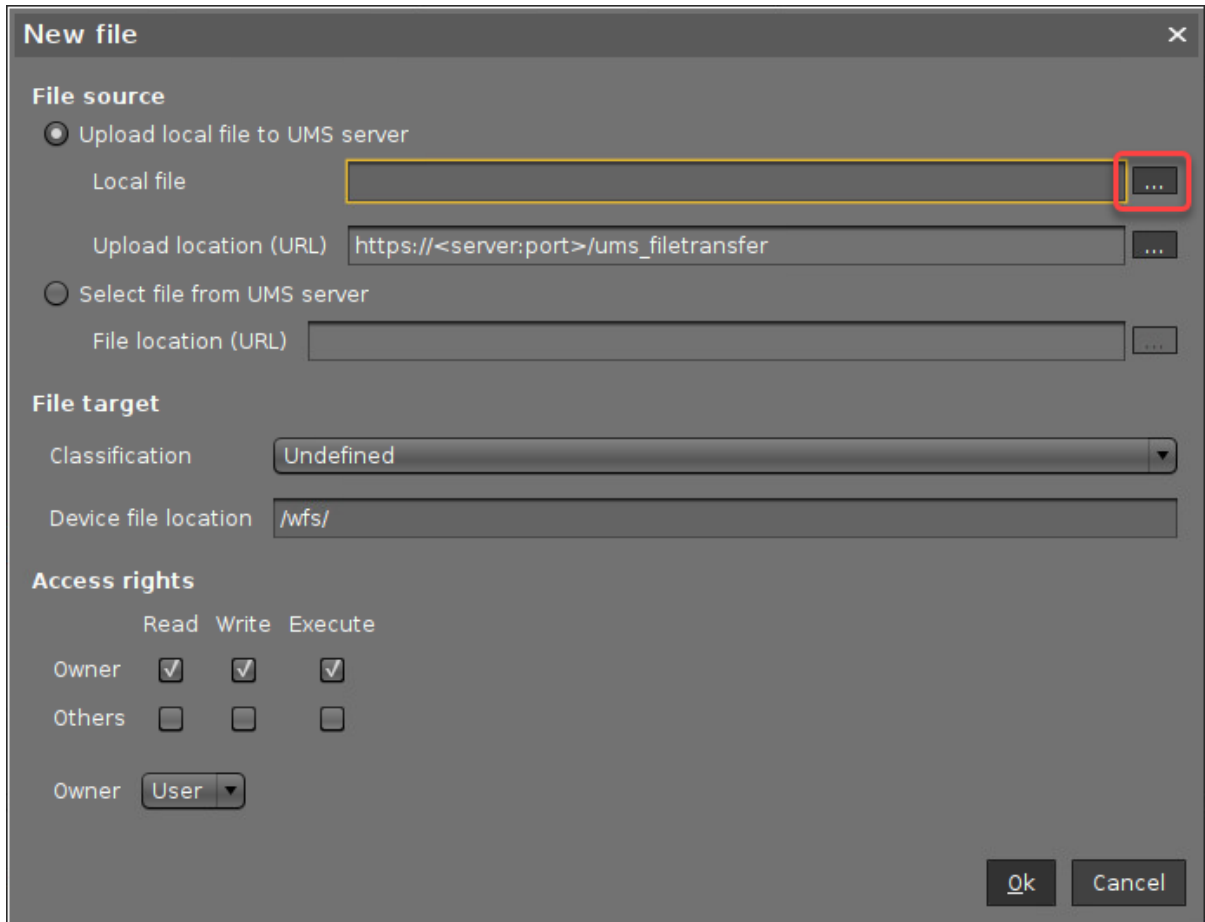 New file
File source
Upload local file to UMS server
Local file ...
Upload location (URL) https://<server:port>/ums_filetransfer ...
Select file from UMS server
File location (URL) ...
File target
Classification Undefined
Device file location /wfs/
Access rights
Read Write Execute
Owner
Others
Owner User
Ok Cancel